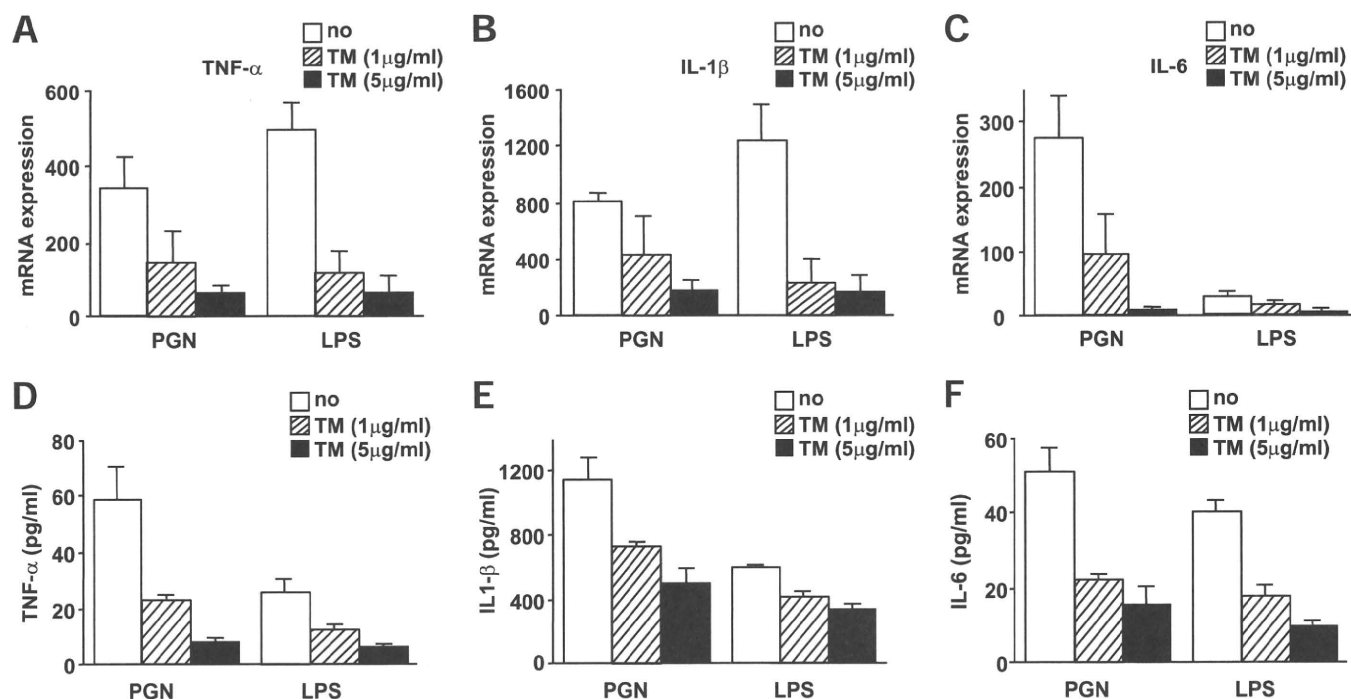 A
TNF-α
no
TM (1μg/ml)
TM (5μg/ml)
mRNA expression
600
400
200
0
PGN
LPS
B
IL-1β
no
TM (1μg/ml)
TM (5μg/ml)
mRNA expression
1600
1200
800
400
0
PGN
LPS
C
IL-6
no
TM (1μg/ml)
TM (5μg/ml)
mRNA expression
300
200
100
0
PGN
LPS
D
no
TM (1μg/ml)
TM (5μg/ml)
TNF-α (pg/ml)
80
60
40
20
0
PGN
LPS
E
no
TM (1μg/ml)
TM (5μg/ml)
IL1-β (pg/ml)
1200
800
400
0
PGN
LPS
F
no
TM (1μg/ml)
TM (5μg/ml)
IL-6 (pg/ml)
60
40
20
0
PGN
LPS